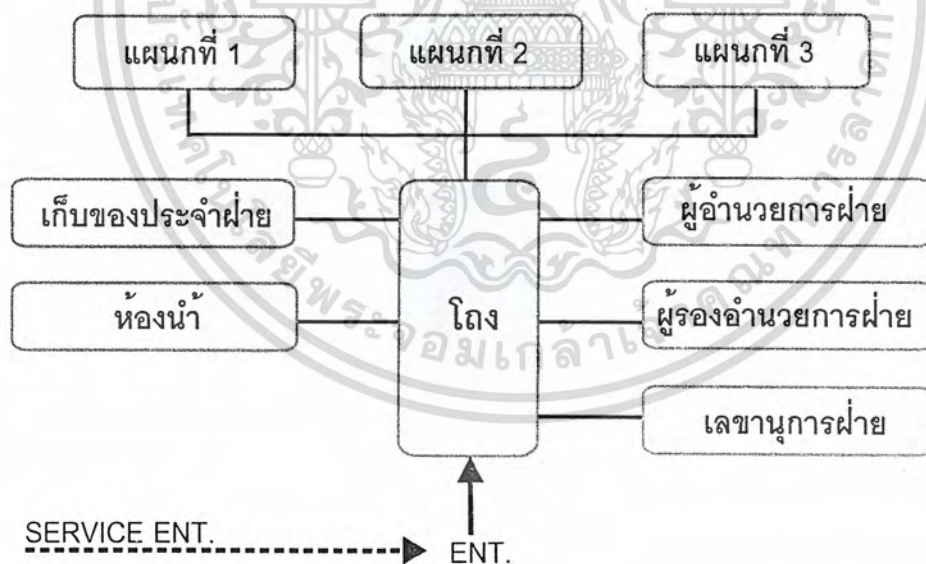 แผนกที่ 1
แผนกที่ 2
แผนกที่ 3
เก็บของประจำฝ่าย
ผู้อำนวยการฝ่าย
ห้องน้ำ
โถง
ผู้รองอำนวยการฝ่าย
เลขานุการฝ่าย
SERVICE ENT.
ENT.